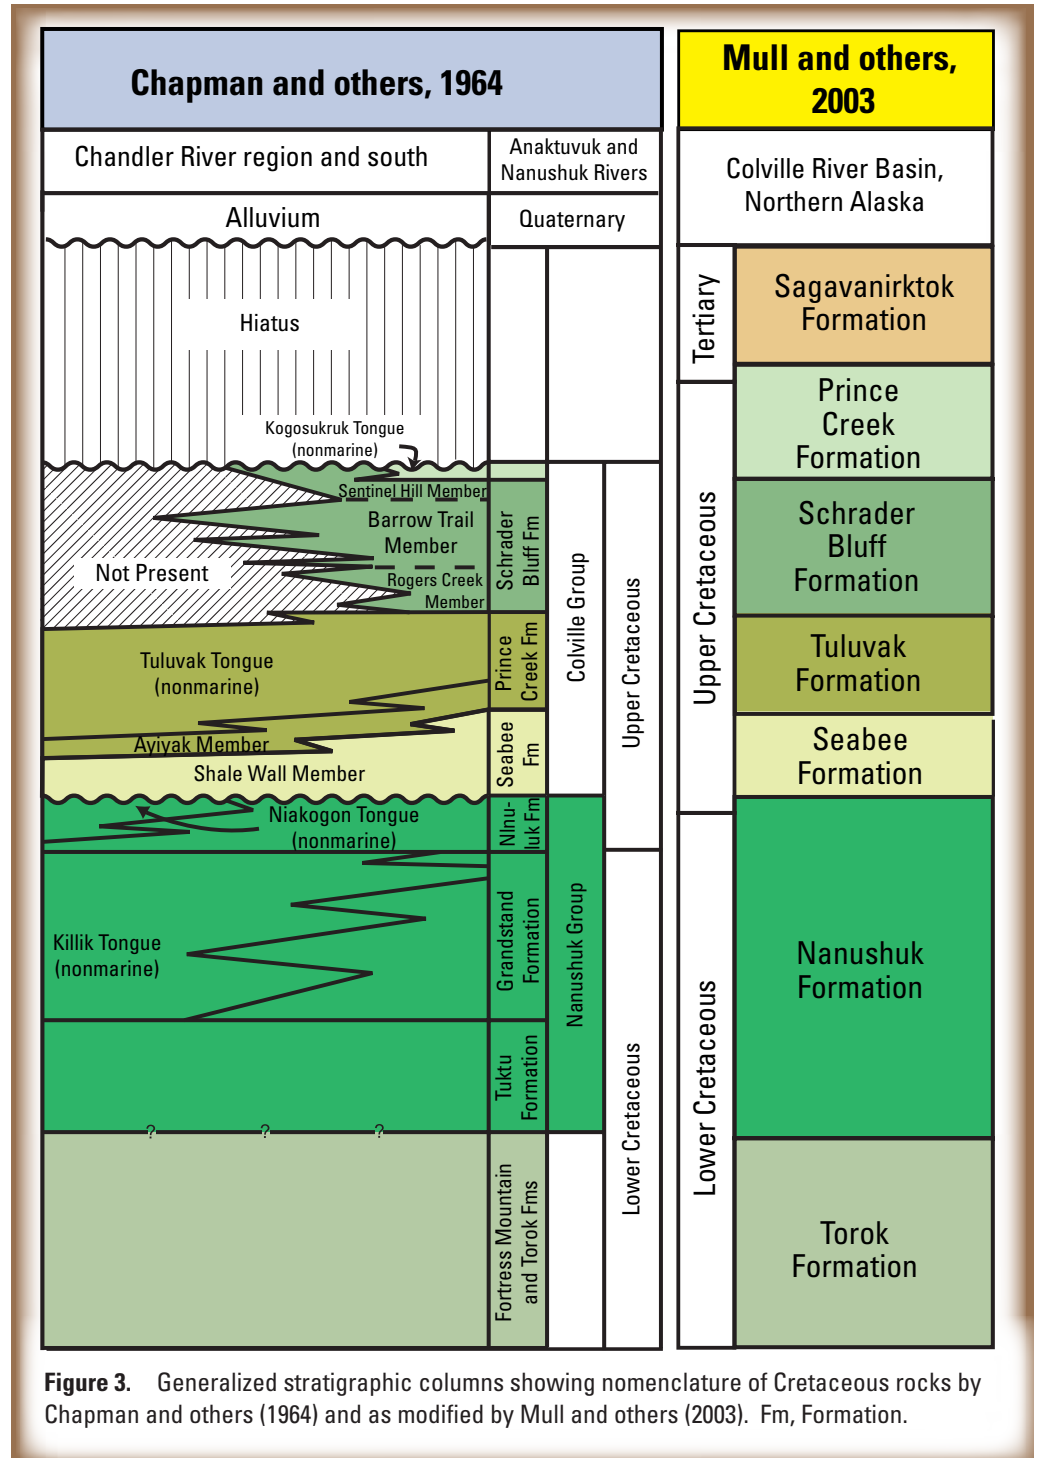 Chapman and others, 1964
Mull and others,
2003
Chandler River region and south
Anaktuvuk and
Nanushuk Rivers
Colville River Basin,
Northern Alaska
Alluvium
Quaternary
Hiatus
Kogosukruk Tongue
(nonmarine)
Sentinel Hill Member
Barrow Trail
Member
Rogers Creek
Member
Not Present
Tuluvak Tongue
(nonmarine)
Ayiyak Member
Shale Wall Member
Niakogon Tongue
(nonmarine)
Killik Tongue
(nonmarine)
?
?
?
Schrader
Bluff Fm
Prince
Creek Fm
Seabee
Fm
NInu-
luk Fm
Grandstand
Formation
Tuktu
Formation
Fortress Mountain
and Torok Fms
Colville Group
Nanushuk Group
Upper Cretaceous
Lower Cretaceous
Tertiary
Upper Cretaceous
Lower Cretaceous
Sagavanirktok
Formation
Prince
Creek
Formation
Schrader
Bluff
Formation
Tuluvak
Formation
Seabee
Formation
Nanushuk
Formation
Torok
Formation
Figure 3. Generalized stratigraphic columns showing nomenclature of Cretaceous rocks by
Chapman and others (1964) and as modified by Mull and others (2003). Fm, Formation.